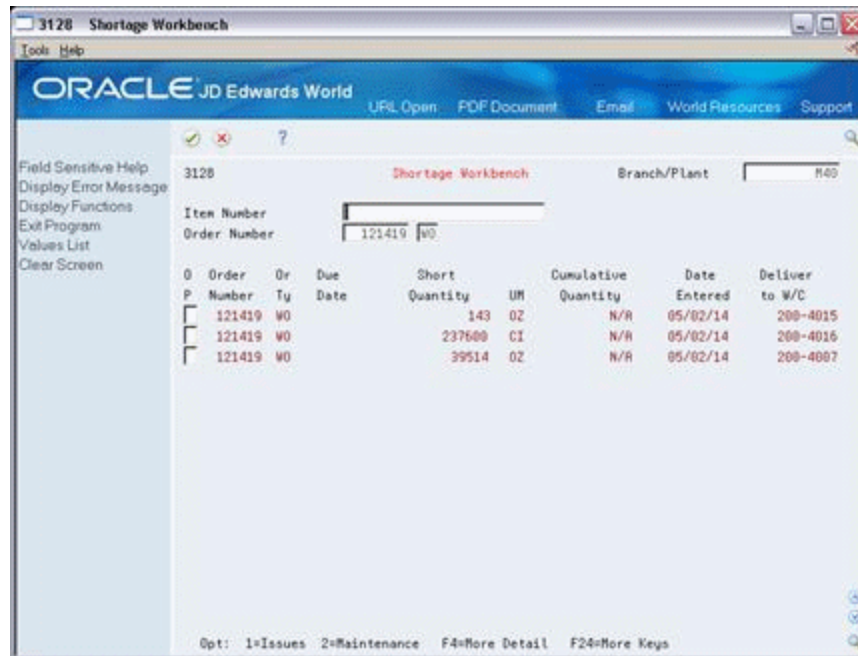 3128 Shortage Workbench
Tools Help
ORACLE JD Edwards World
URL Open PDF Document Email World Resources Support
?
Field Sensitive Help
Display Error Message
Display Functions
Exit Program
Values List
Clear Screen
3128 Shortage Workbench Branch/Plant M40
Item Number
Order Number 121419 WO
O Order Or Due Short Cumulative Date Deliver
P Number Ty Date Quantity UM Quantity Entered to W/C
121419 WO 143 OZ N/A 05/02/14 200-4015
121419 WO 237600 CI N/A 05/02/14 200-4016
121419 WO 39514 OZ N/A 05/02/14 200-4007
Opt: 1=Issues 2=Maintenance F4=More Detail F24=More Keys